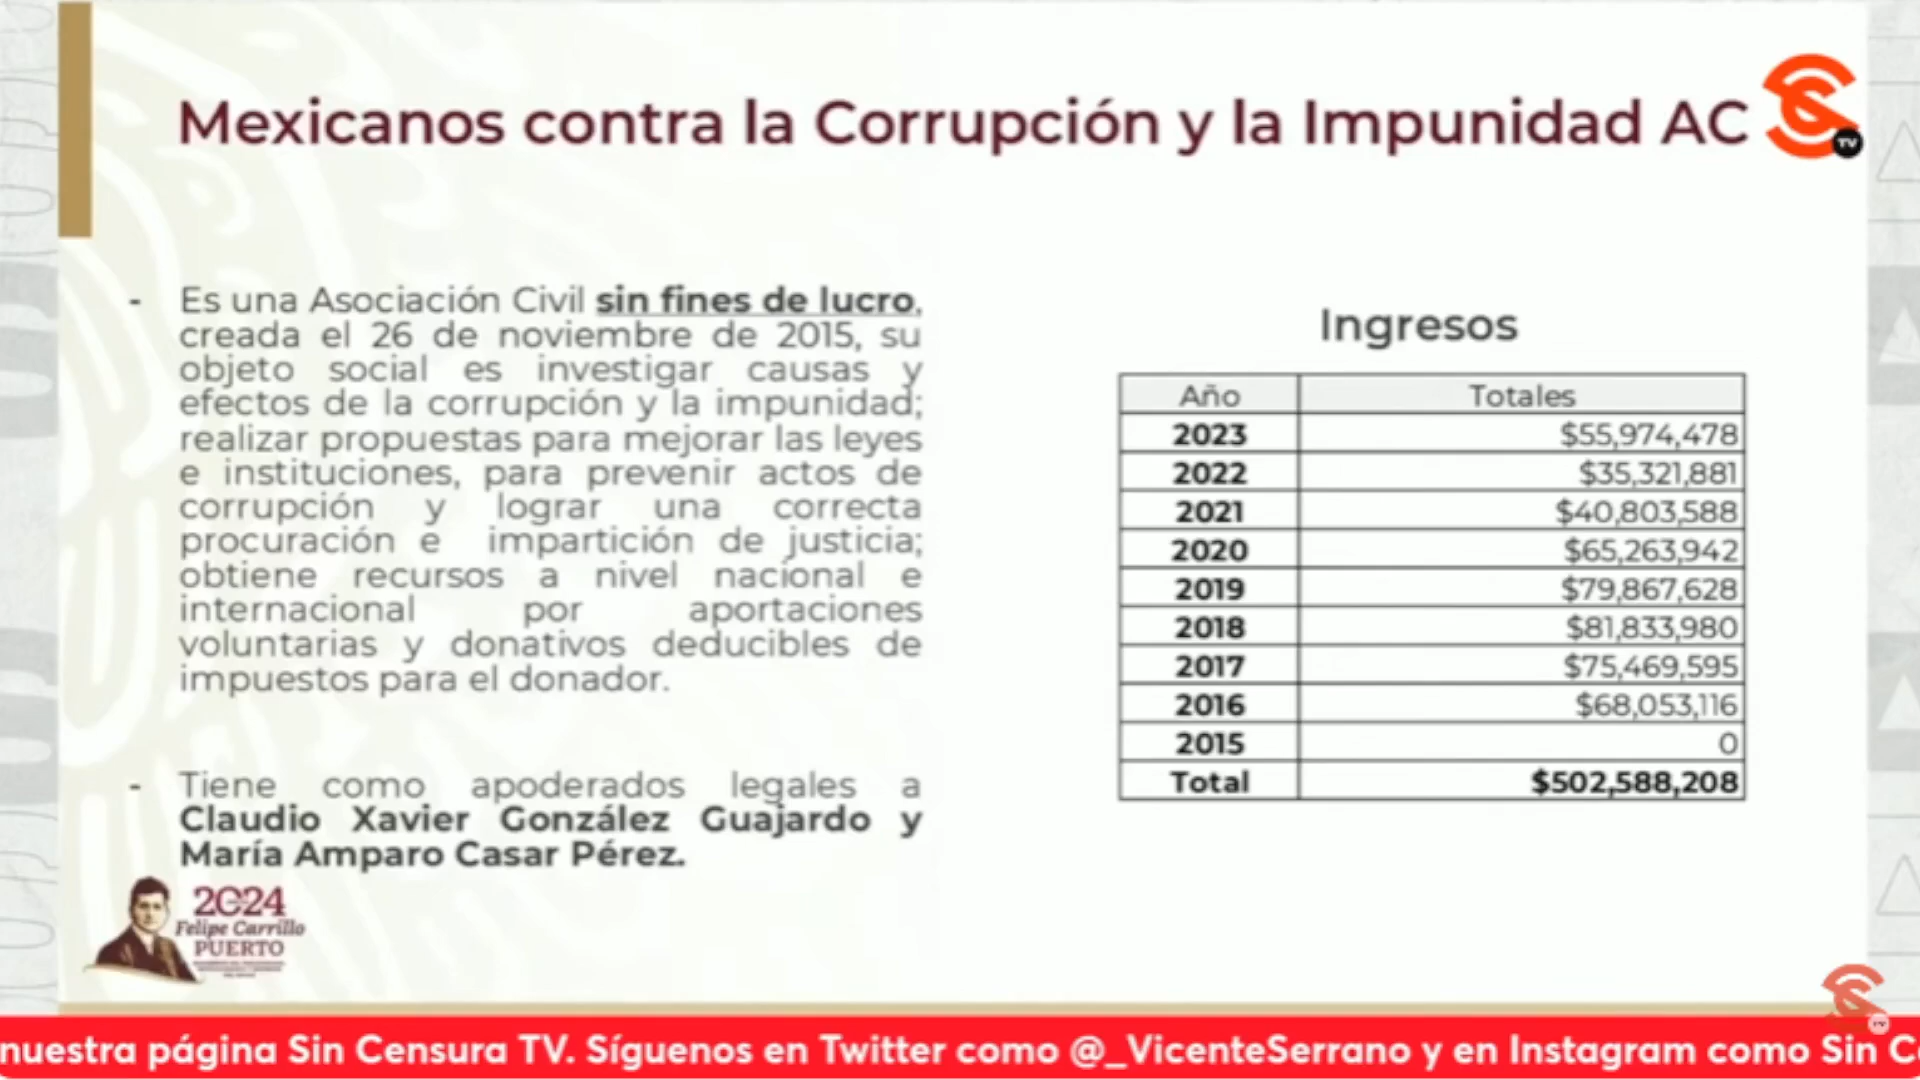 Mexicanos contra la Corrupción y la Impunidad AC
TV
- Es una Asociación Civil sin fines de lucro,
creada el 26 de noviembre de 2015, su
objeto social es investigar causas y
efectos de la corrupción y la impunidad;
realizar propuestas para mejorar las leyes
e instituciones, para prevenir actos de
corrupción y lograr una correcta
procuración e impartición de justicia;
obtiene recursos a nivel nacional e
internacional por aportaciones
voluntarias y donativos deducibles de
impuestos para el donador.
- Tiene como apoderados legales a
Claudio Xavier González Guajardo y
María Amparo Casar Pérez.
Ingresos
Año Totales
2023 $55,974,478
2022 $35,321,881
2021 $40,803,588
2020 $65,263,942
2019 $79,867,628
2018 $81,833,980
2017 $75,469,595
2016 $68,053,116
2015 0
Total $502,588,208
2024
Felipe Carrillo
PUERTO
nuestra página Sin Censura TV. Síguenos en Twitter como @_VicenteSerrano y en Instagram como Sin C